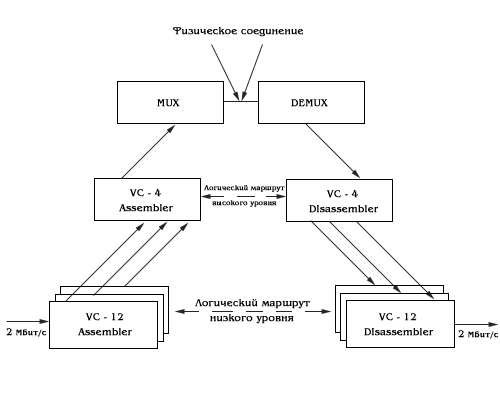 Физическое соединение
MUX
DEMUX
VC - 4
Assembler
Логический маршрут
высокого уровня
VC - 4
Disassembler
VC - 12
Assembler
Логический маршрут
низкого уровня
VC - 12
Disassembler
2 Мбит/с
2 Мбит/с